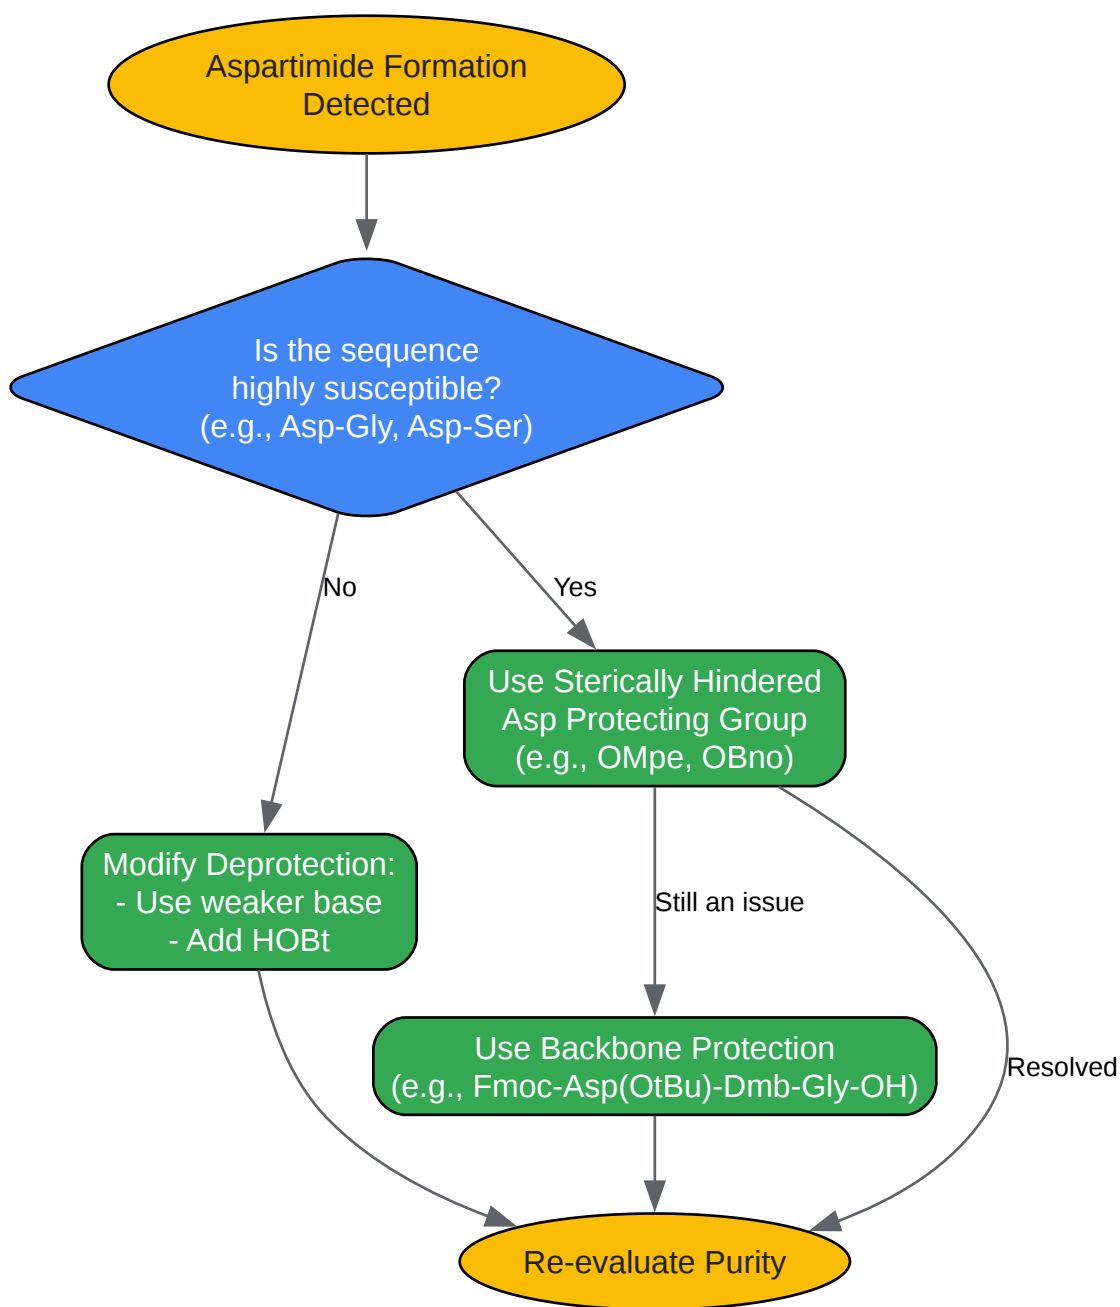 Aspartimide Formation
Detected
Is the sequence
highly susceptible?
(e.g., Asp-Gly, Asp-Ser)
No
Yes
Use Sterically Hindered
Asp Protecting Group
(e.g., OMpe, OBno)
Modify Deprotection:
- Use weaker base
- Add HOBt
Still an issue
Use Backbone Protection
(e.g., Fmoc-Asp(OtBu)-Dmb-Gly-OH)
Resolved
Re-evaluate Purity